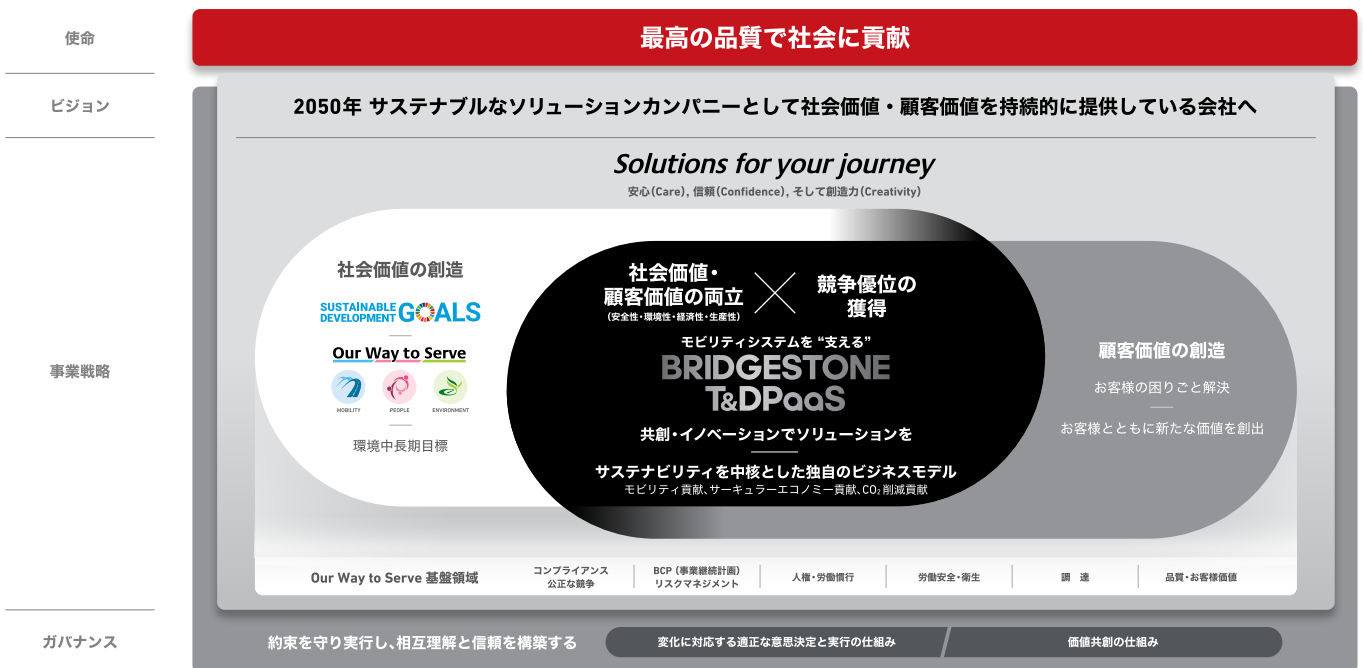 使命
最高の品質で社会に貢献
ビジョン
2050年 サステナブルなソリューションカンパニーとして社会価値・顧客価値を持続的に提供している会社へ
事業戦略
Solutions for your journey
安心(Care), 信頼(Confidence), そして創造力(Creativity)
社会価値の創造
SUSTAINABLE
DEVELOPMENT
GOALS
Our Way to Serve
MOBILITY
PEOPLE
ENVIRONMENT
環境中長期目標
社会価値・
顧客価値の両立
(安全性・環境性・経済性・生産性)
競争優位の
獲得
モビリティシステムを “支える”
BRIDGESTONE
T&DPaaS
共創・イノベーションでソリューションを
サステナビリティを中核とした独自のビジネスモデル
モビリティ貢献、サーキュラーエコノミー貢献、CO₂削減貢献
顧客価値の創造
お客様の困りごと解決
お客様とともに新たな価値を創出
Our Way to Serve 基盤領域
コンプライアンス
公正な競争
BCP (事業継続計画)
リスクマネジメント
人権・労働慣行
労働安全・衛生
調 達
品質・お客様価値
ガバナンス
約束を守り実行し、相互理解と信頼を構築する
変化に対応する適正な意思決定と実行の仕組み
価値共創の仕組み